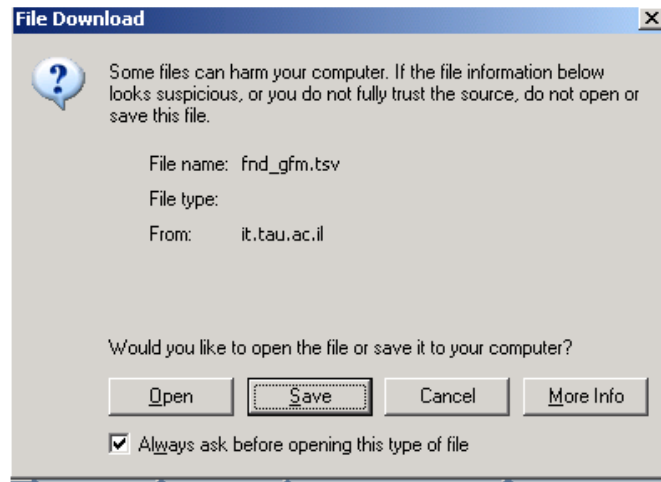 File Download
Some files can harm your computer. If the file information below
looks suspicious, or you do not fully trust the source, do not open or
save this file.
File name: fnd_gfm.tsv
File type:
From: it.tau.ac.il
Would you like to open the file or save it to your computer?
Open Save Cancel More Info
Always ask before opening this type of file